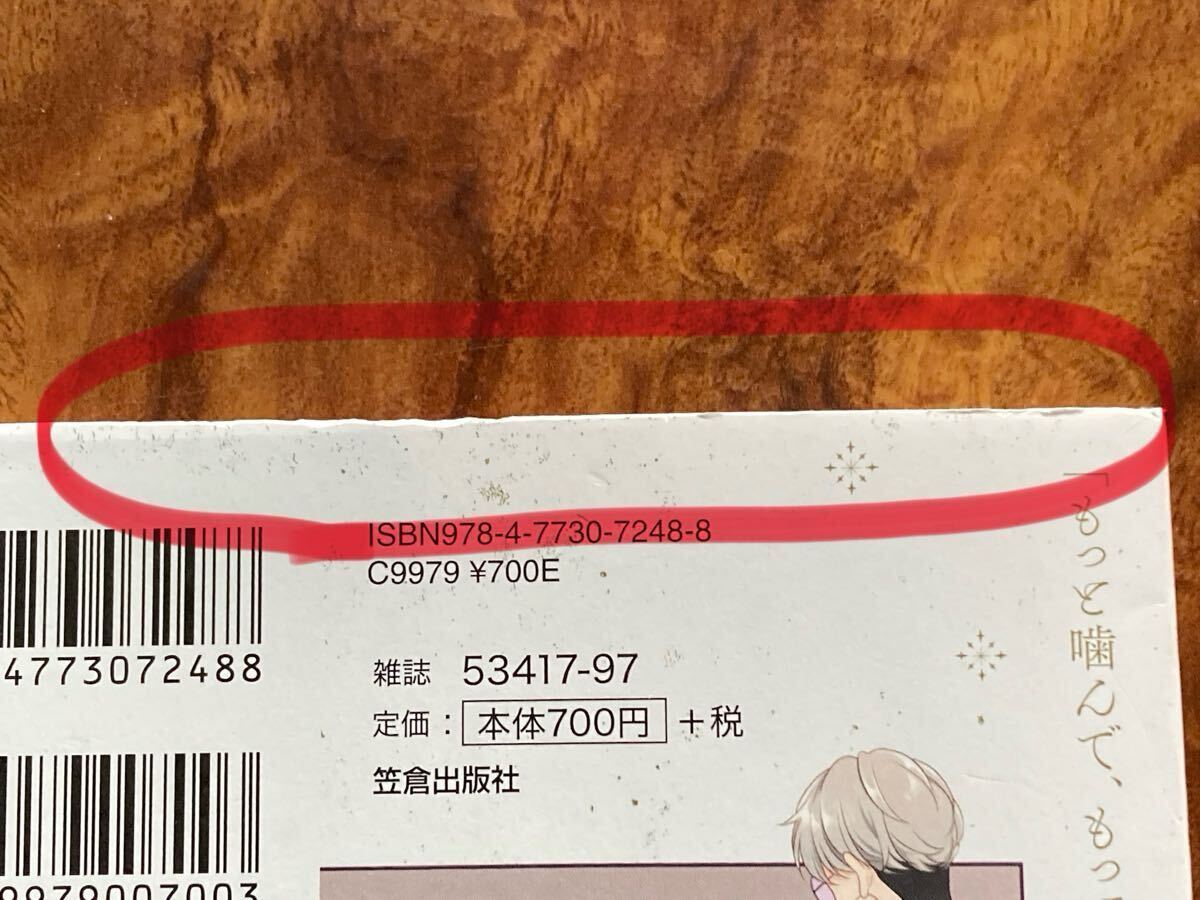 ISBN978-4-7730-7248-8
C9979 ¥700E
4773072488
雑誌 53417-97
定価：本体700円＋税
笠倉出版社
「もっと噛んで、もっ